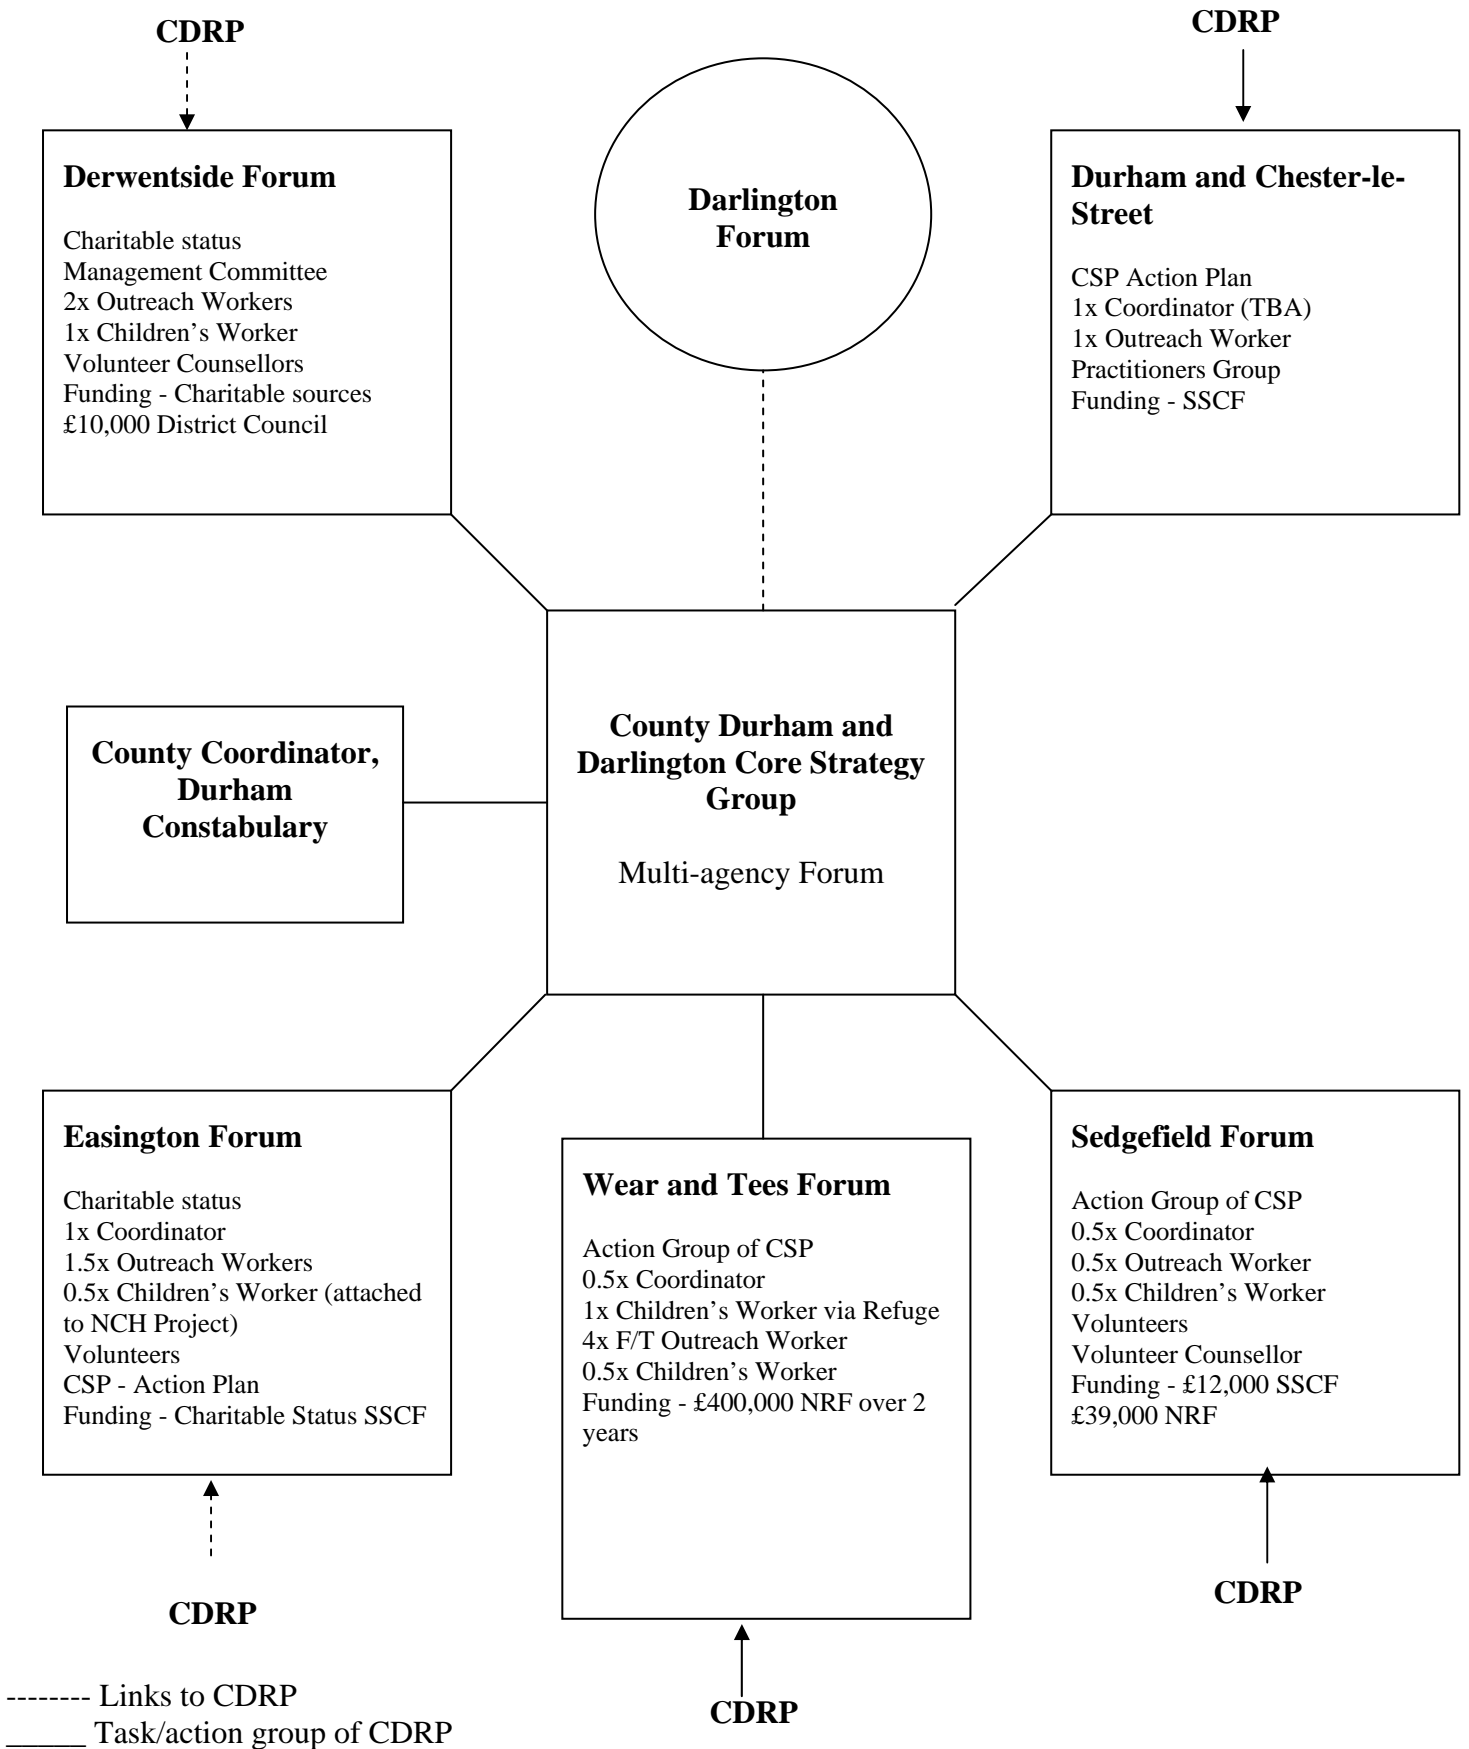 CDRP
CDRP
Derwentside Forum
Charitable status
Management Committee
2x Outreach Workers
1x Children's Worker
Volunteer Counsellors
Funding - Charitable sources
£10,000 District Council
Darlington
Forum
Durham and Chester-le-
Street
CSP Action Plan
1x Coordinator (TBA)
1x Outreach Worker
Practitioners Group
Funding - SSCF
County Coordinator,
Durham
Constabulary
County Durham and
Darlington Core Strategy
Group
Multi-agency Forum
Easington Forum
Charitable status
1x Coordinator
1.5x Outreach Workers
0.5x Children's Worker (attached
to NCH Project)
Volunteers
CSP - Action Plan
Funding - Charitable Status SSCF
Wear and Tees Forum
Action Group of CSP
0.5x Coordinator
1x Children's Worker via Refuge
4x F/T Outreach Worker
0.5x Children's Worker
Funding - £400,000 NRF over 2
years
Sedgefield Forum
Action Group of CSP
0.5x Coordinator
0.5x Outreach Worker
0.5x Children's Worker
Volunteers
Volunteer Counsellor
Funding - £12,000 SSCF
£39,000 NRF
CDRP
CDRP
CDRP
-------- Links to CDRP
_____ Task/action group of CDRP